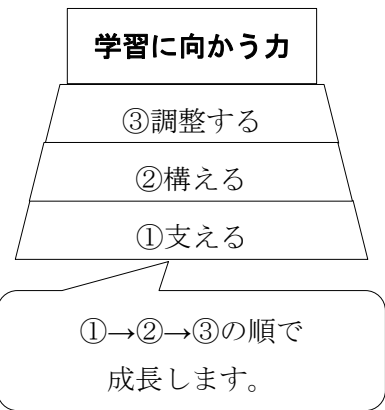 学習に向かう力
③調整する
②構える
①支える
①→②→③の順で
成長します。